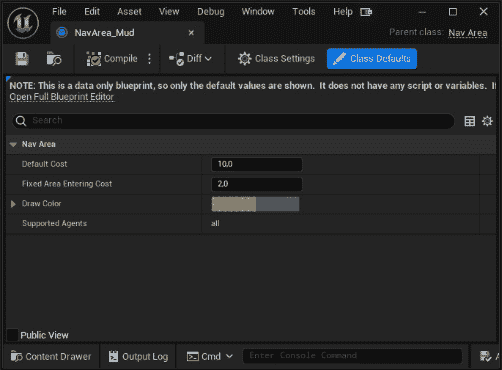 File Edit Asset View Debug Window Tools Help
NavArea_Mud
Parent class: Nav Area
Compile Diff Class Settings Class Defaults
NOTE: This is a data only blueprint, so only the default values are shown. It does not have any script or variables. If
Open Full Blueprint Editor
Search
Nav Area
Default Cost 10,0
Fixed Area Entering Cost 2,0
Draw Color
Supported Agents all
Public View
Content Drawer Output Log Cmd Enter Console Command